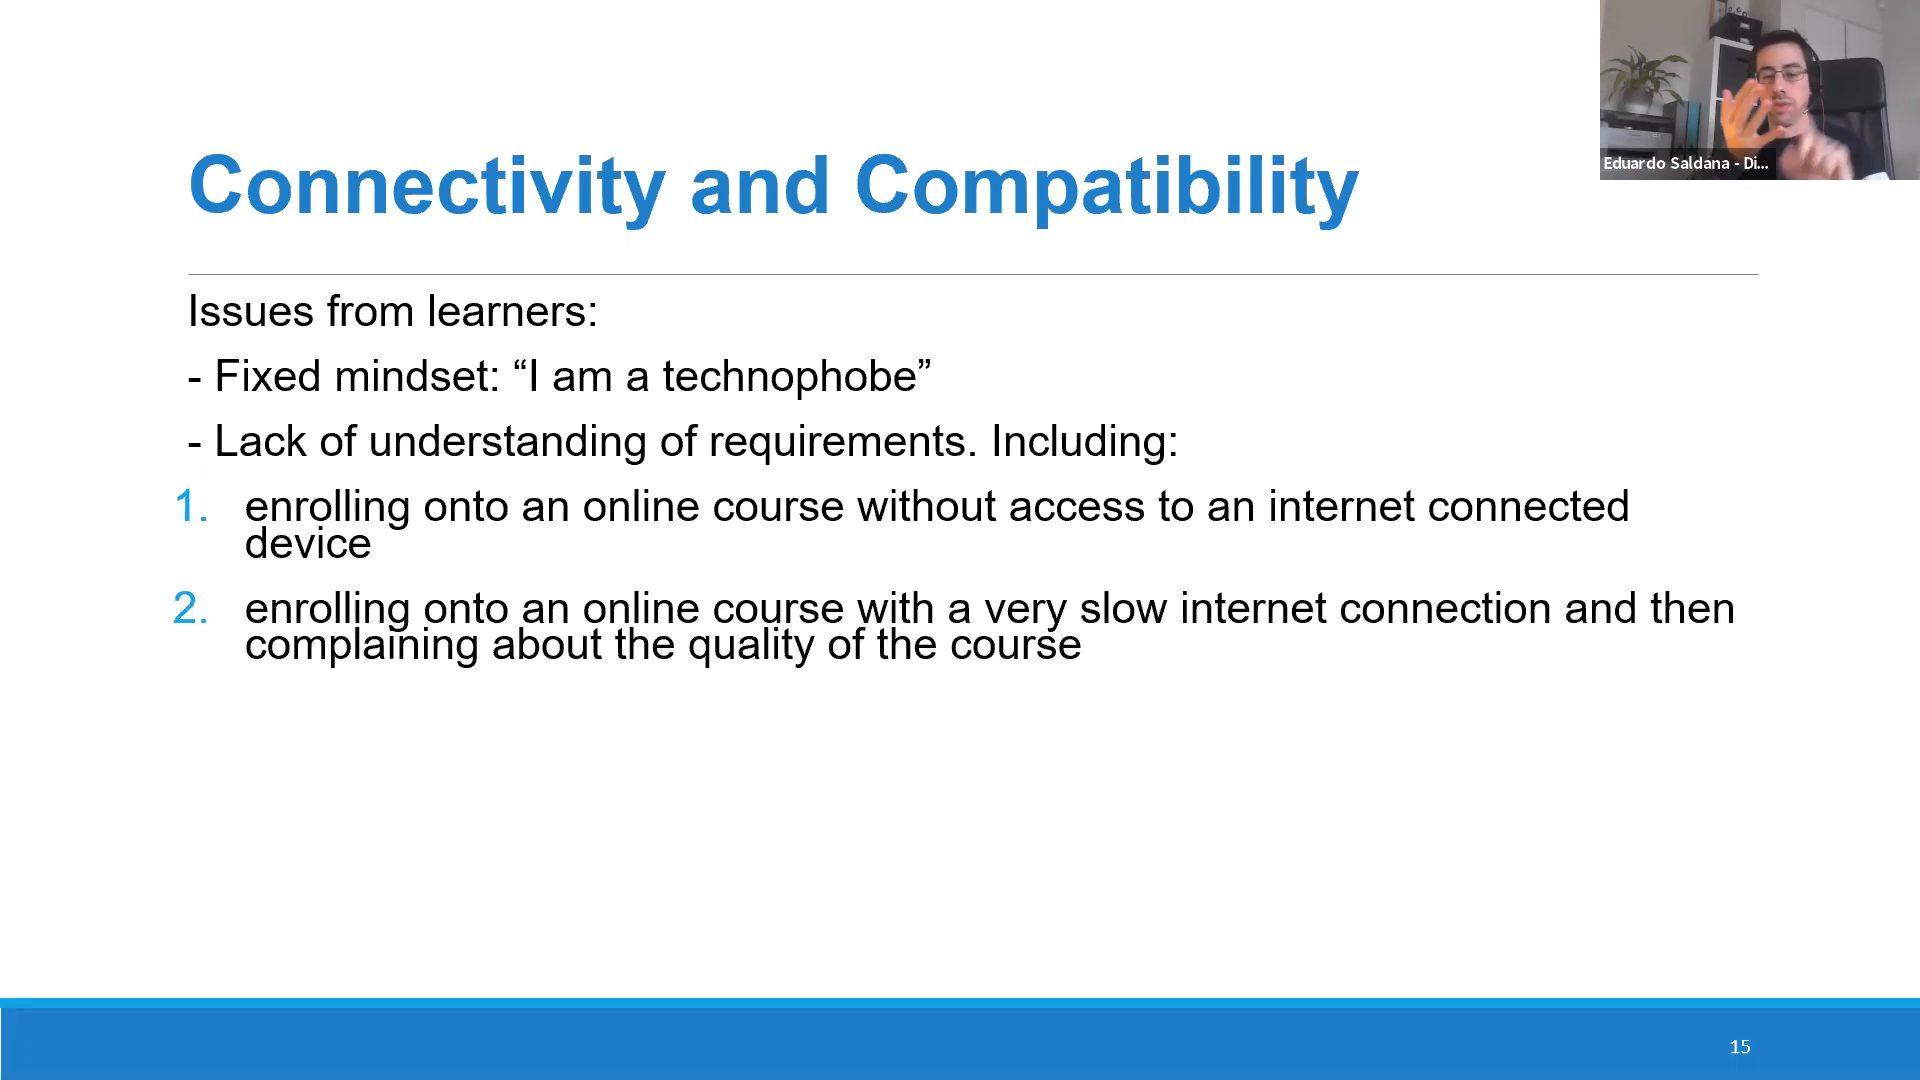 Eduardo Saldana - Di...
Connectivity and Compatibility
Issues from learners:
- Fixed mindset: “I am a technophobe”
- Lack of understanding of requirements. Including:
1. enrolling onto an online course without access to an internet connected
device
2. enrolling onto an online course with a very slow internet connection and then
complaining about the quality of the course
15